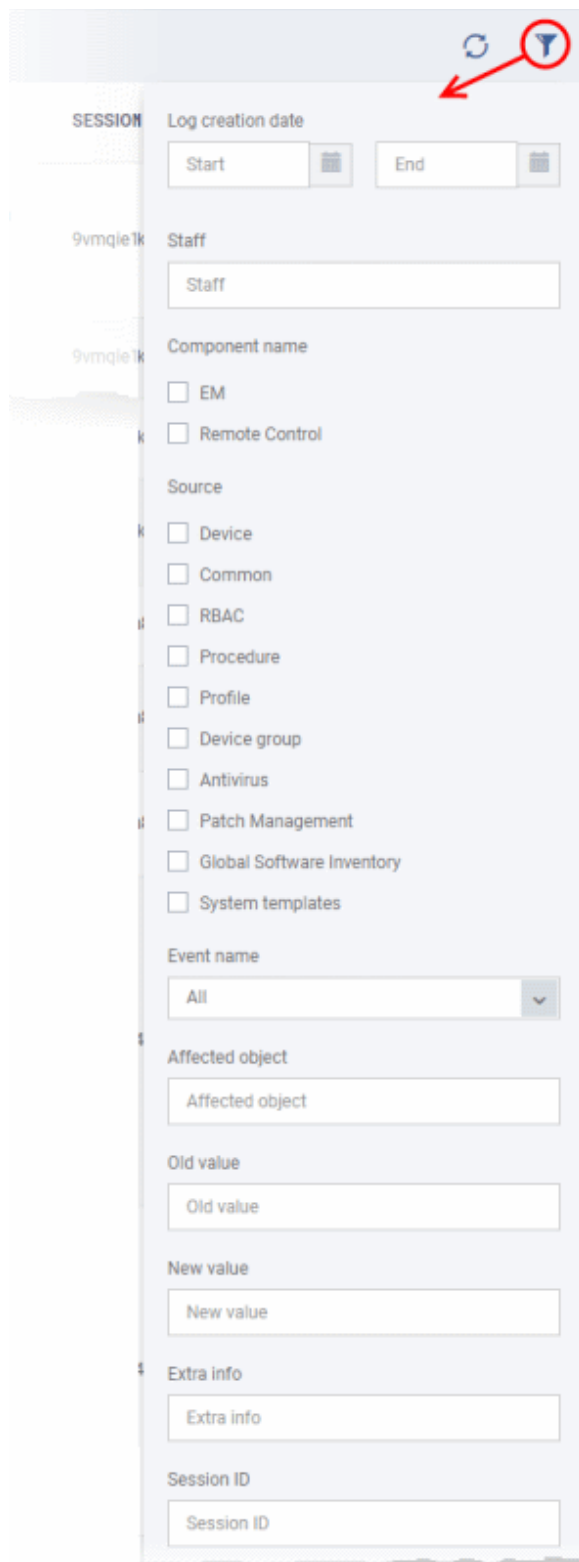 SESSION
Log creation date
Start
End
9vmqie1k
Staff
Staff
9vmqie1k
Component name
EM
k
Remote Control
Source
k
Device
Common
RBAC
Procedure
Profile
Device group
Antivirus
Patch Management
Global Software Inventory
System templates
Event name
All
Affected object
Affected object
Old value
Old value
New value
New value
Extra info
Extra info
Session ID
Session ID